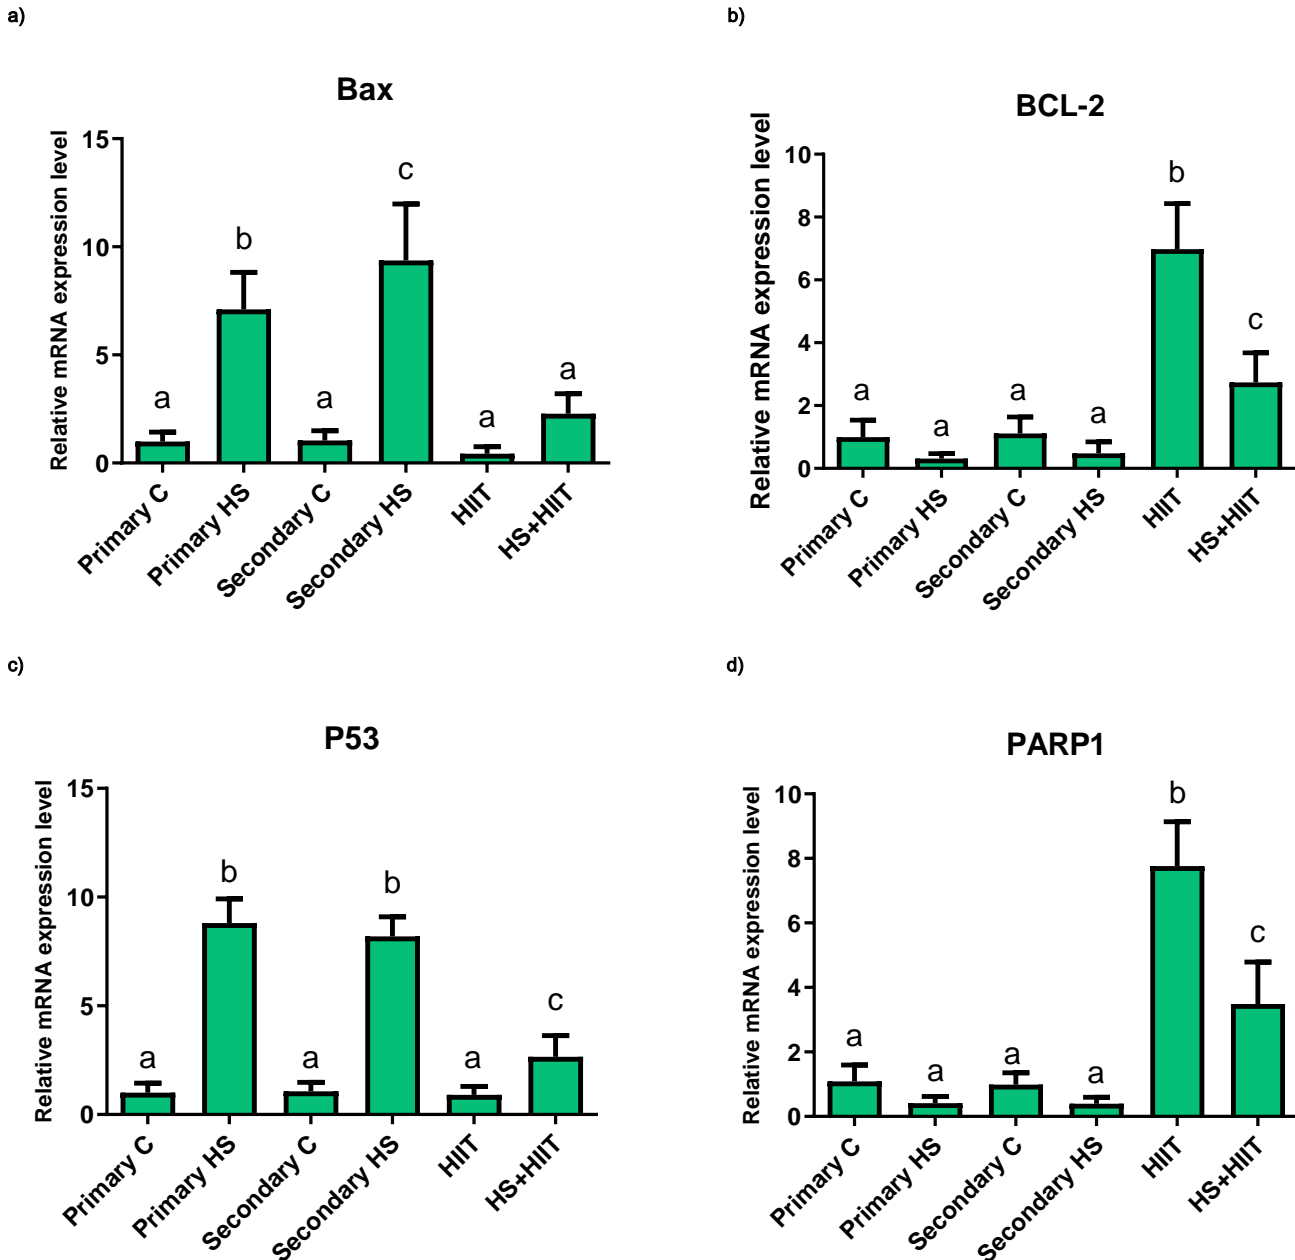 a)
Bax
Relative mRNA expression level
15
10
5
0
a
b
a
c
a
a
Primary C
Primary HS
Secondary C
Secondary HS
HIIT
HS+HIIT
b)
BCL-2
Relative mRNA expression level
10
8
6
4
2
0
a
a
a
a
b
c
Primary C
Primary HS
Secondary C
Secondary HS
HIIT
HS+HIIT
c)
P53
Relative mRNA expression level
15
10
5
0
a
b
a
b
a
c
Primary C
Primary HS
Secondary C
Secondary HS
HIIT
HS+HIIT
d)
PARP1
Relative mRNA expression level
10
8
6
4
2
0
a
a
a
a
b
c
Primary C
Primary HS
Secondary C
Secondary HS
HIIT
HS+HIIT